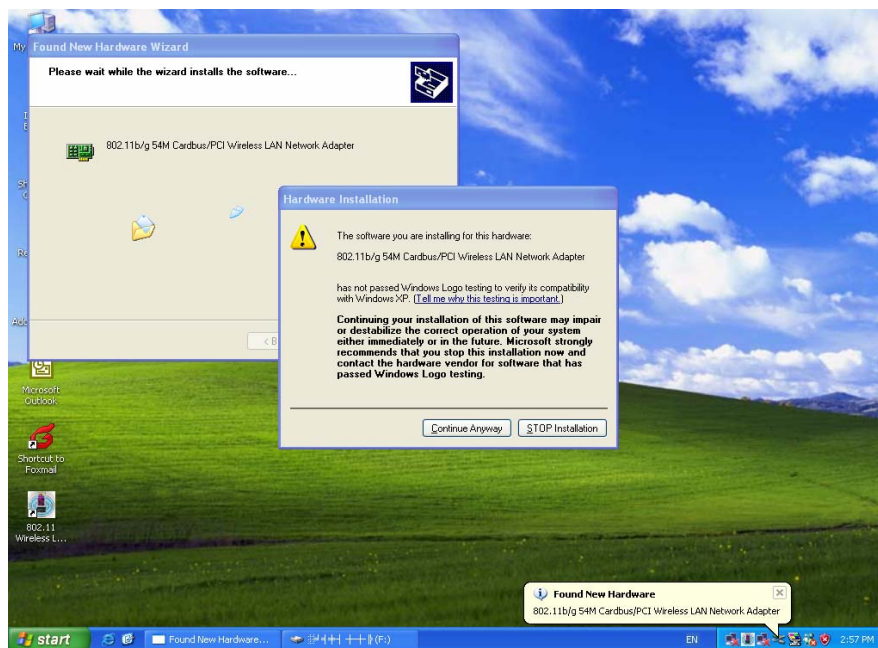 My
Found New Hardware Wizard
Please wait while the wizard installs the software...
802.11b/g 54M Cardbus/PCI Wireless LAN Network Adapter
< B
Hardware Installation
The software you are installing for this hardware:
802.11b/g 54M Cardbus/PCI Wireless LAN Network Adapter
has not passed Windows Logo testing to verify its compatibility
with Windows XP. (Tell me why this testing is important.)
Continuing your installation of this software may impair
or destabilize the correct operation of your system
either immediately or in the future. Microsoft strongly
recommends that you stop this installation now and
contact the hardware vendor for software that has
passed Windows Logo testing.
Continue Anyway
STOP Installation
Microsoft
Outlook
Shortcut to
Foxmail
802.11
Wireless L...
Found New Hardware
802.11b/g 54M Cardbus/PCI Wireless LAN Network Adapter
start
Found New Hardware...
(F:)
EN
2:57 PM